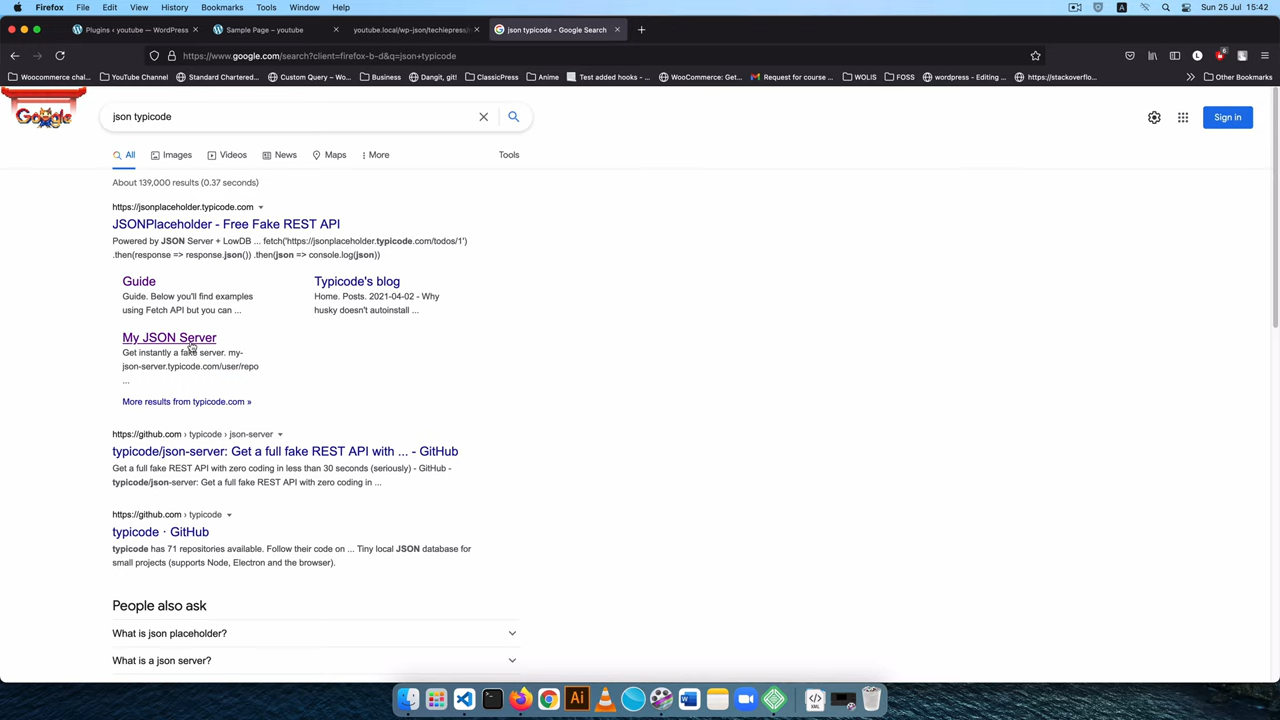 Firefox File Edit View History Bookmarks Tools Window Help Sun 25 Jul 15:42
Plugins ‹ youtube — WordPress × Sample Page – youtube × youtube.local/wp-json/techiepress/ × json typicode - Google Search × +
https://www.google.com/search?client=firefox-b-d&q=json+typicode
Woocommerce chal... YouTube Channel Standard Chartered... Custom Query – Wo... Business Dangit, git! ClassicPress Anime Test added hooks - ... WooCommerce: Get... Request for course ... WOLIS FOSS wordpress - Editing ... https://stackoverflo... Other Bookmarks
json typicode
Sign in
All Images Videos News Maps More Tools
About 139,000 results (0.37 seconds)
https://jsonplaceholder.typicode.com
JSONPlaceholder - Free Fake REST API
Powered by JSON Server + LowDB ... fetch('https://jsonplaceholder.typicode.com/todos/1')
.then(response => response.json()) .then(json => console.log(json))
Guide
Guide. Below you'll find examples
using Fetch API but you can ...
Typicode's blog
Home. Posts. 2021-04-02 - Why
husky doesn't autoinstall ...
My JSON Server
Get instantly a fake server. my-
json-server.typicode.com/user/repo
...
More results from typicode.com »
https://github.com › typicode › json-server
typicode/json-server: Get a full fake REST API with ... - GitHub
Get a full fake REST API with zero coding in less than 30 seconds (seriously) - GitHub -
typicode/json-server: Get a full fake REST API with zero coding in ...
https://github.com › typicode
typicode · GitHub
typicode has 71 repositories available. Follow their code on ... Tiny local JSON database for
small projects (supports Node, Electron and the browser).
People also ask
What is json placeholder?
What is a json server?